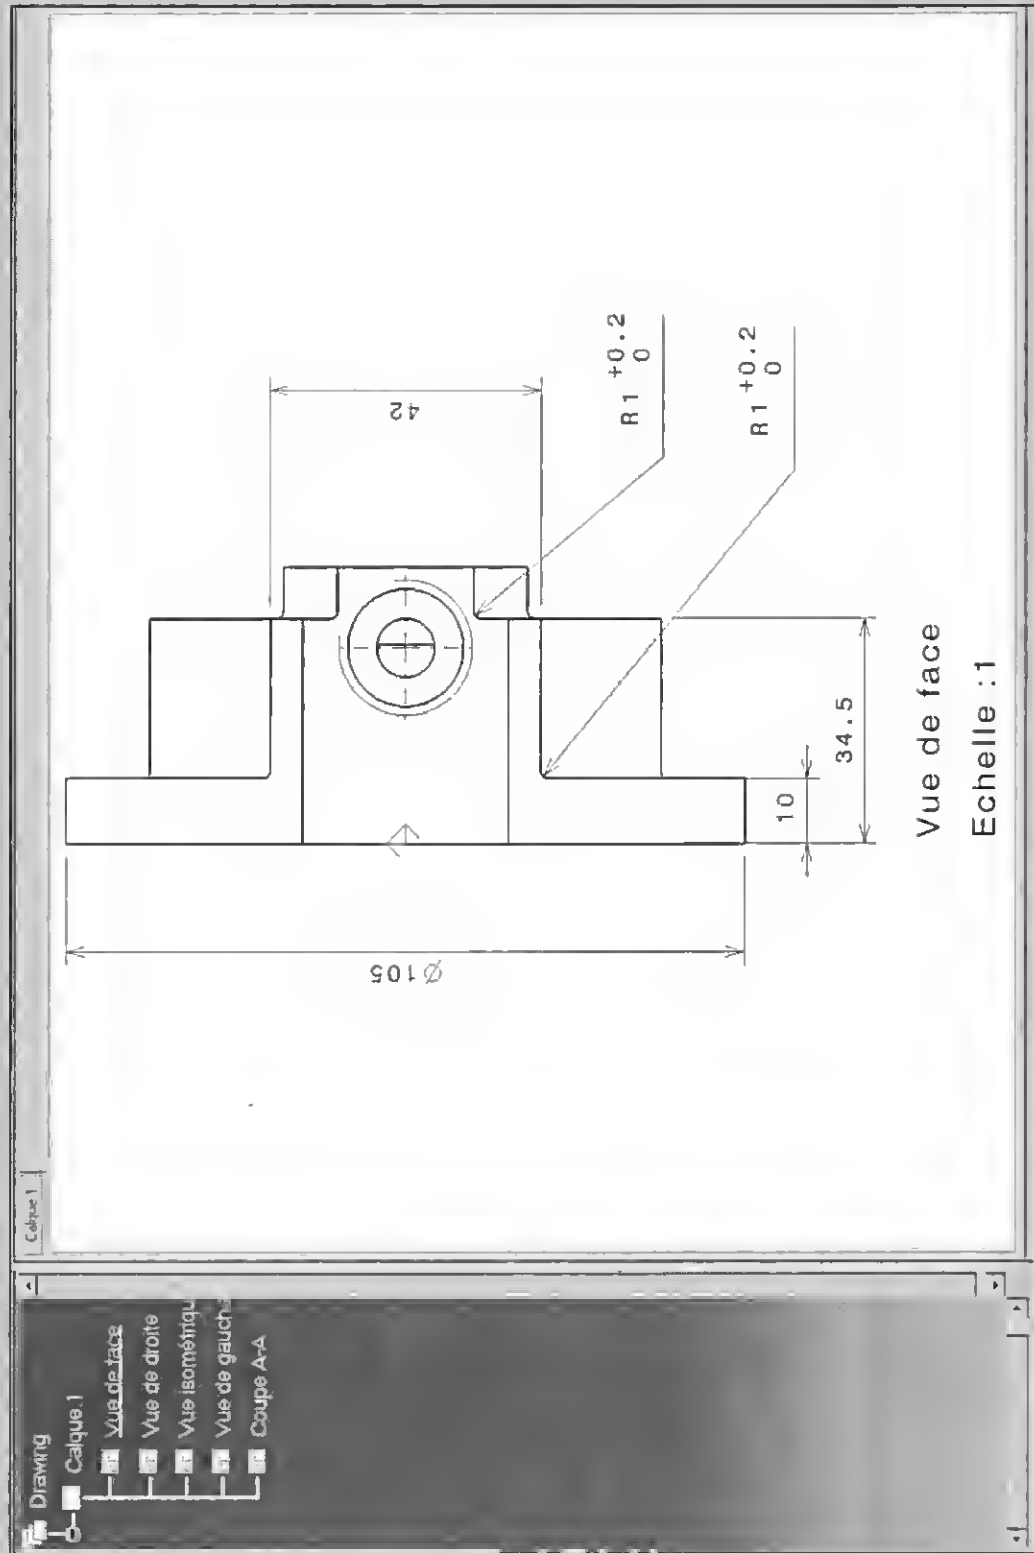 Drawing
Calque.1
Vue de face
Vue de droite
Vue isométriqu
Vue de gauch
Coupe A-A
Calque 1
Ø105
42
R1 +0.2
0
R1 +0.2
0
10
34.5
Vue de face
Echelle :1